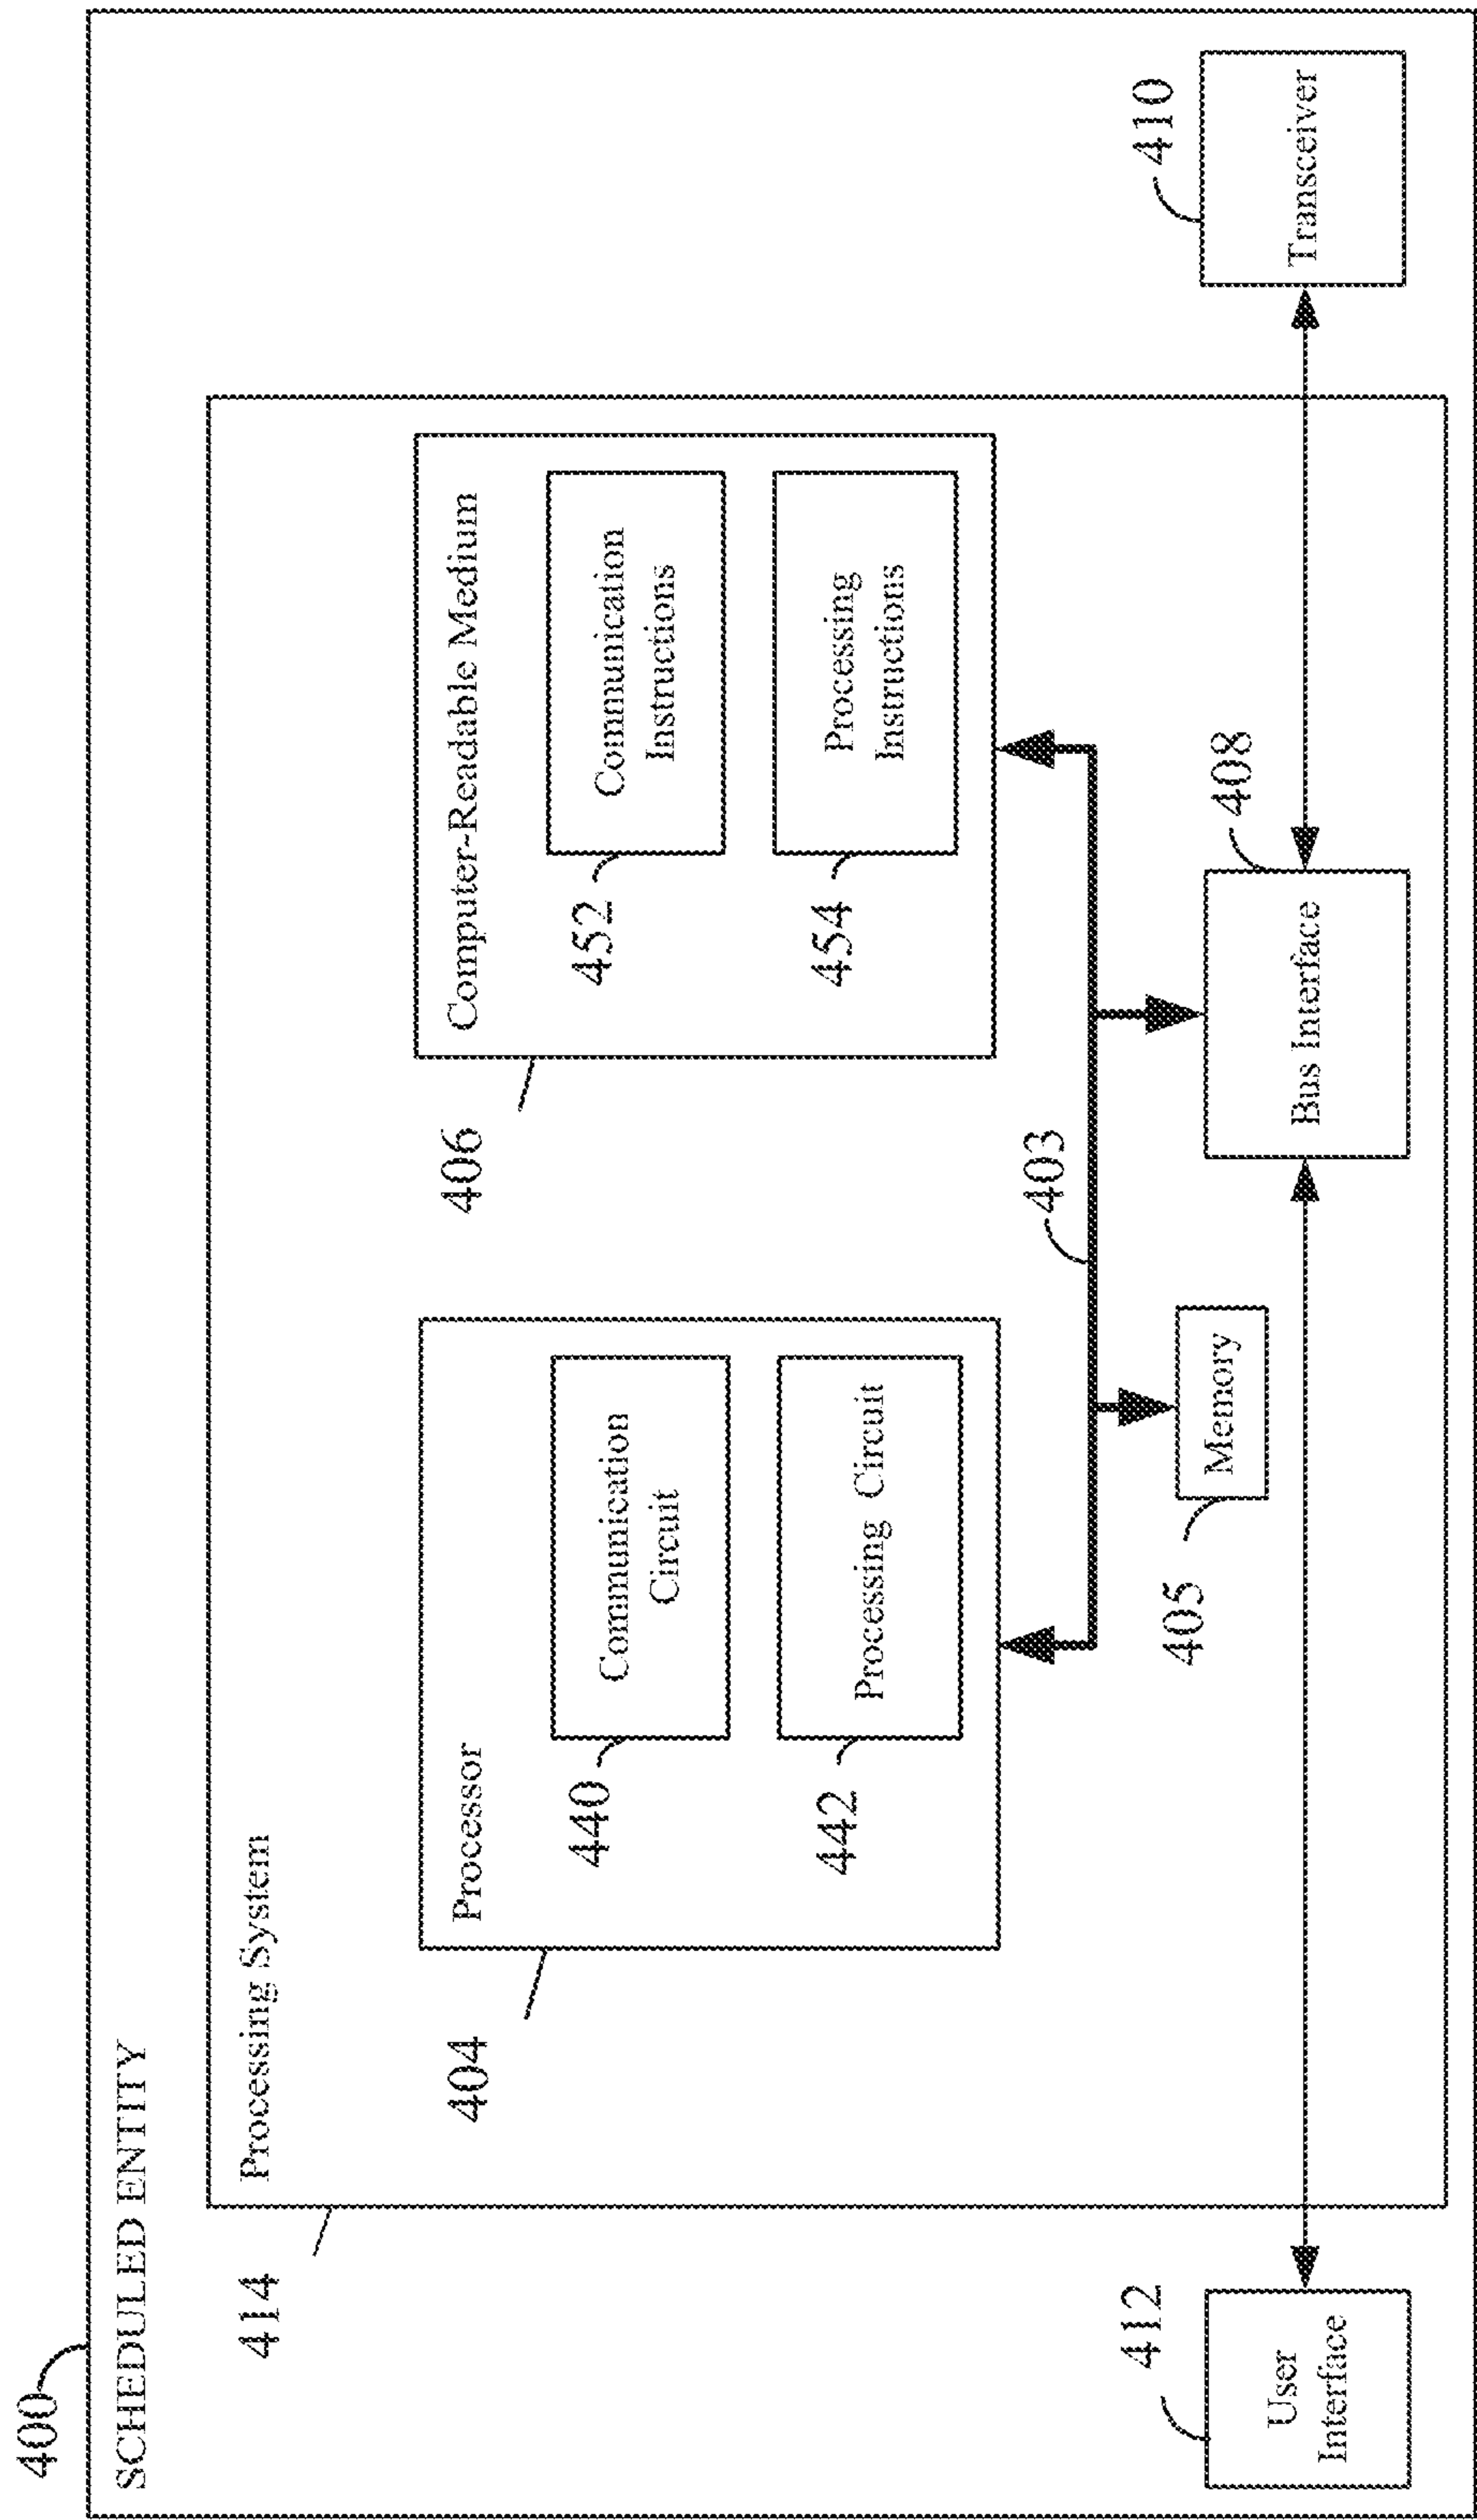 400
SCHEDULED ENTITY
414
Processing System
404
Processor
440
Communication
Circuit
442
Processing Circuit
406
Computer-Readable Medium
452
Communication
Instructions
454
Processing
Instructions
403
405
Memory
408
Bus Interface
412
User
Interface
410
Transceiver